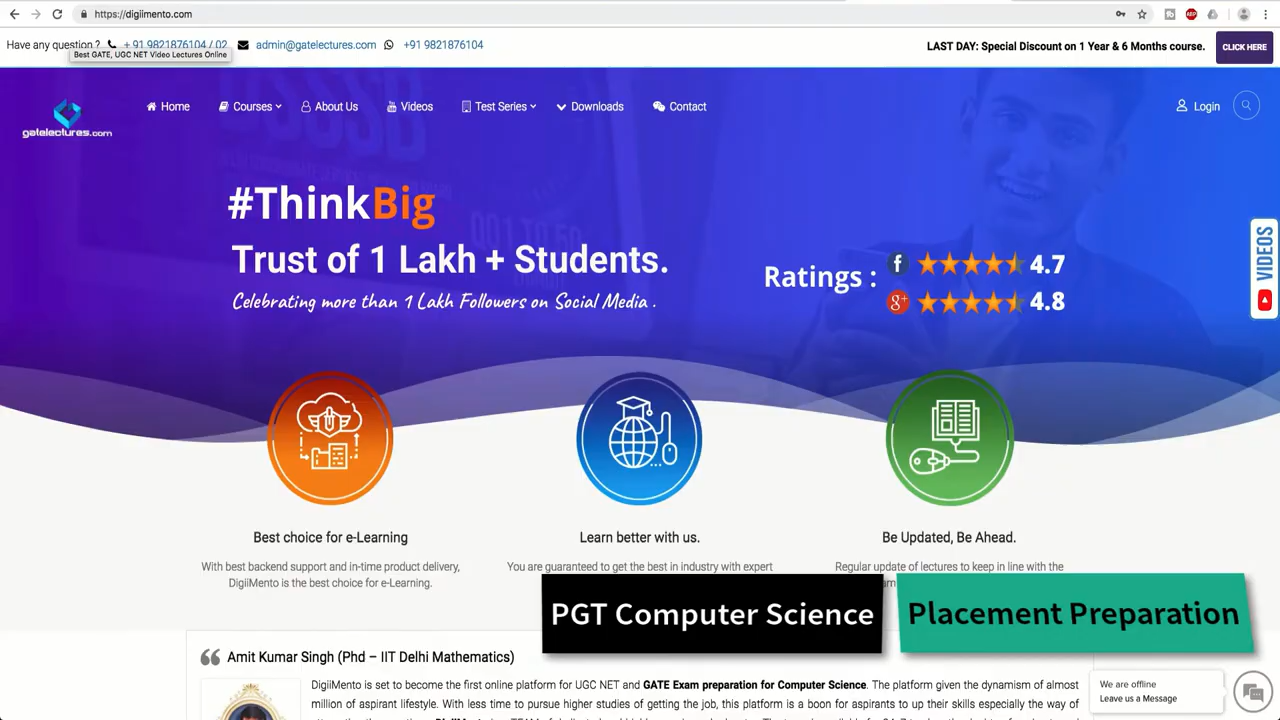 https://digiimento.com
Have any question ? + 91 9821876104 / 02 admin@gatelectures.com +91 9821876104
Best GATE, UGC NET Video Lectures Online
LAST DAY: Special Discount on 1 Year & 6 Months course. CLICK HERE
gatelectures.com
Home Courses About Us Videos Test Series Downloads Contact Login
#ThinkBig
Trust of 1 Lakh + Students.
Celebrating more than 1 Lakh Followers on Social Media .
Ratings : f 4.7
g+ 4.8
VIDEOS
Best choice for e-Learning
With best backend support and in-time product delivery,
DigiiMento is the best choice for e-Learning.
Learn better with us.
You are guaranteed to get the best in industry with expert
Be Updated, Be Ahead.
Regular update of lectures to keep in line with the
PGT Computer Science
Placement Preparation
Amit Kumar Singh (Phd – IIT Delhi Mathematics)
DigiiMento is set to become the first online platform for UGC NET and GATE Exam preparation for Computer Science. The platform given the dynamism of almost
million of aspirant lifestyle. With less time to pursue higher studies of getting the job, this platform is a boon for aspirants to up their skills especially the way of
We are offline
Leave us a Message